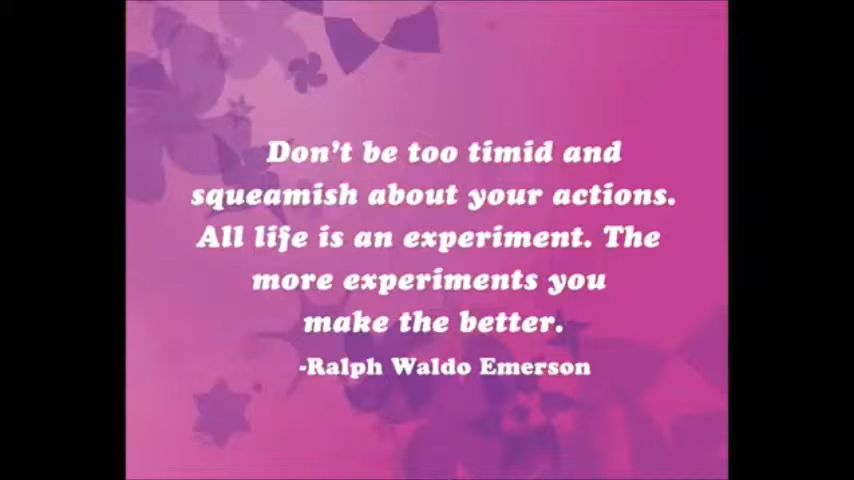 Don't be too timid and
squeamish about your actions.
All life is an experiment. The
more experiments you
make the better.
-Ralph Waldo Emerson